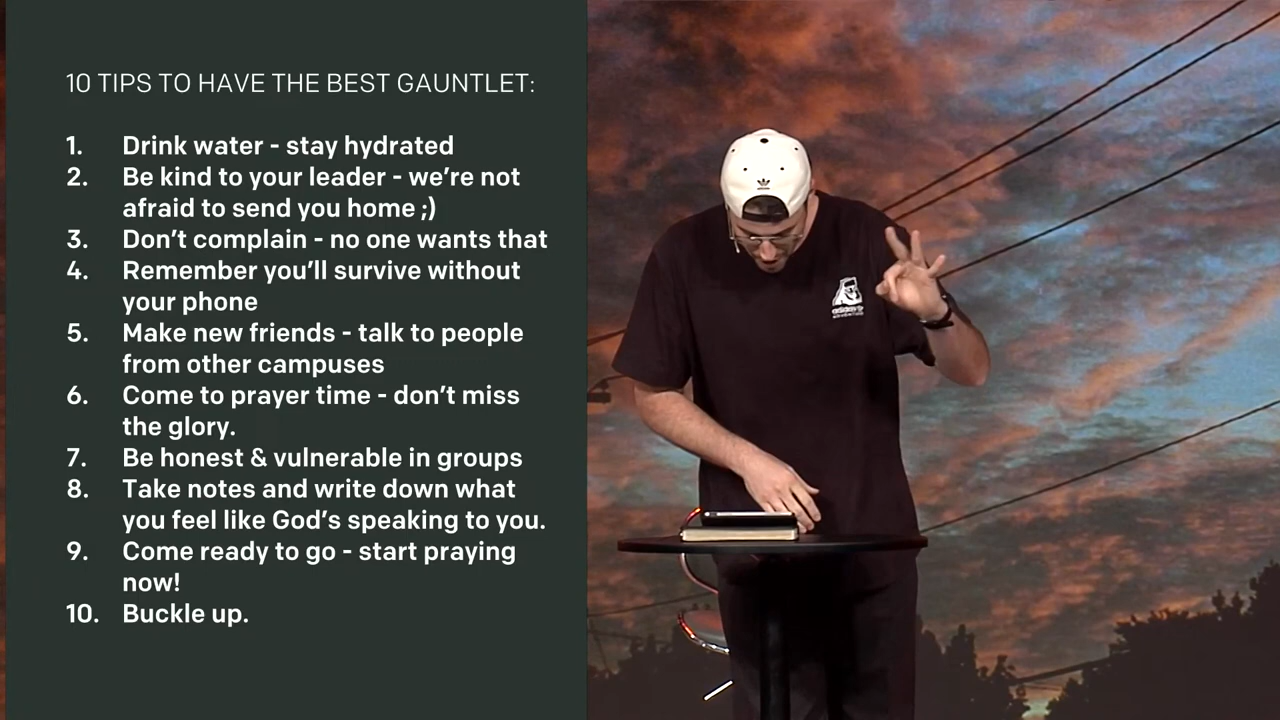 10 TIPS TO HAVE THE BEST GAUNTLET:
1. Drink water - stay hydrated
2. Be kind to your leader - we’re not
afraid to send you home ;)
3. Don’t complain - no one wants that
4. Remember you’ll survive without
your phone
5. Make new friends - talk to people
from other campuses
6. Come to prayer time - don’t miss
the glory.
7. Be honest & vulnerable in groups
8. Take notes and write down what
you feel like God’s speaking to you.
9. Come ready to go - start praying
now!
10. Buckle up.